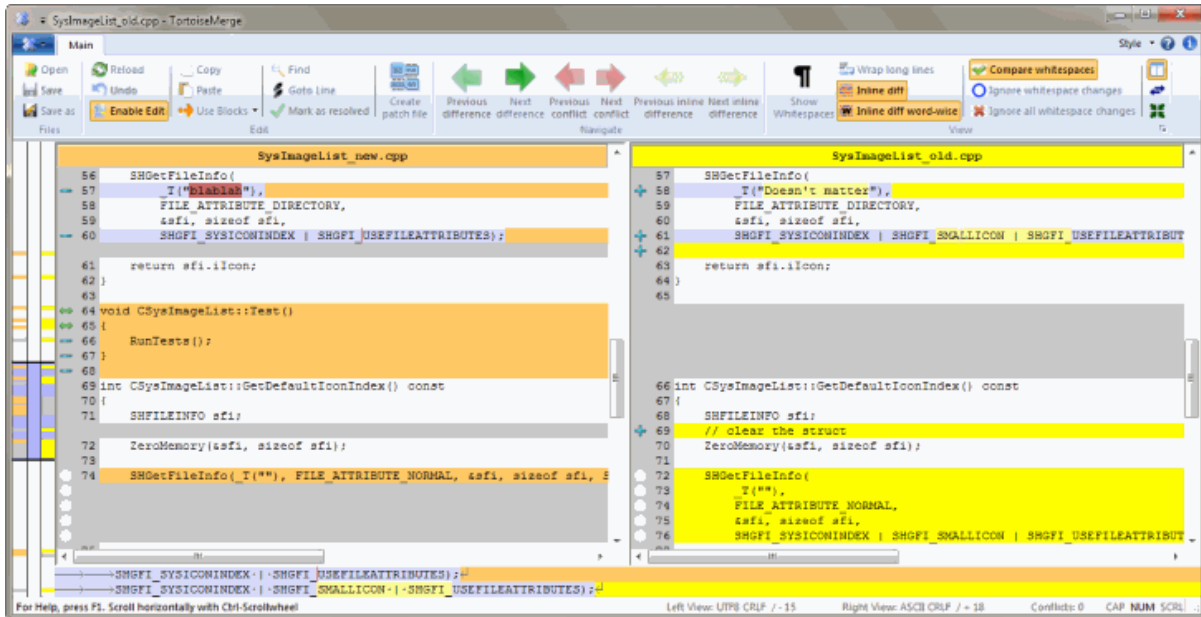 SysImageList_old.cpp - TortoiseMerge
Main
Style
Open
Save
Save as
Files
Reload
Undo
Enable Edit
Copy
Paste
Use Blocks
Find
Goto Line
Mark as resolved
Edit
Create patch file
Previous difference
Next difference
Previous conflict
Next conflict
Previous inline difference
Next inline difference
Navigate
Show Whitespaces
Wrap long lines
Inline diff
Inline diff word-wise
Compare whitespaces
Ignore whitespace changes
Ignore all whitespace changes
View
SysImageList_new.cpp
56 SHGetFileInfo(
57 _T("blablah"),
58 FILE_ATTRIBUTE_DIRECTORY,
59 &sfi, sizeof sfi,
60 SHGFI_SYSICONINDEX | SHGFI_USEFILEATTRIBUTES);
61 return sfi.iIcon;
62 }
63
64 void CSysImageList::Test()
65 {
66 RunTests();
67 }
68
69 int CSysImageList::GetDefaultIconIndex() const
70 {
71 SHFILEINFO sfi;
72 ZeroMemory(&sfi, sizeof sfi);
73
74 SHGetFileInfo(_T(""), FILE_ATTRIBUTE_NORMAL, &sfi, sizeof sfi, S
SysImageList_old.cpp
57 SHGetFileInfo(
58 _T("Doesn't matter"),
59 FILE_ATTRIBUTE_DIRECTORY,
60 &sfi, sizeof sfi,
61 SHGFI_SYSICONINDEX | SHGFI_SMALLICON | SHGFI_USEFILEATTRIBUT
62
63 return sfi.iIcon;
64 }
65
66 int CSysImageList::GetDefaultIconIndex() const
67 {
68 SHFILEINFO sfi;
69 // clear the struct
70 ZeroMemory(&sfi, sizeof sfi);
71
72 SHGetFileInfo(
73 _T(""),
74 FILE_ATTRIBUTE_NORMAL,
75 &sfi, sizeof sfi,
76 SHGFI_SYSICONINDEX | SHGFI_SMALLICON | SHGFI_USEFILEATTRIBUT
SHGFI_SYSICONINDEX·|·SHGFI_USEFILEATTRIBUTES);
SHGFI_SYSICONINDEX·|·SHGFI_SMALLICON·|·SHGFI_USEFILEATTRIBUTES);
For Help, press F1. Scroll horizontally with Ctrl-Scrollwheel
Left View: UTF8 CRLF / - 15
Right View: ASCII CRLF / + 18
Conflicts: 0
CAP NUM SCRL